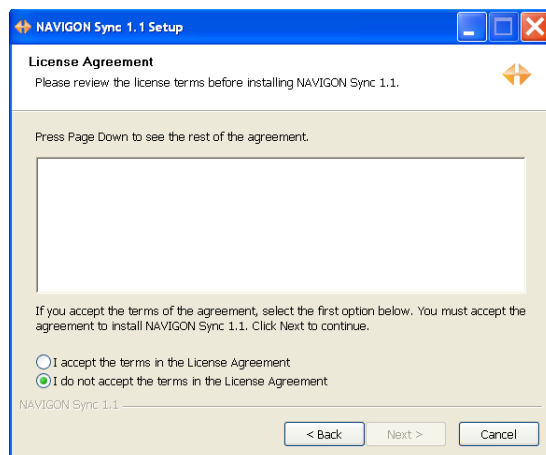 NAVIGON Sync 1.1 Setup
License Agreement
Please review the license terms before installing NAVIGON Sync 1.1.
Press Page Down to see the rest of the agreement.
If you accept the terms of the agreement, select the first option below. You must accept the
agreement to install NAVIGON Sync 1.1. Click Next to continue.
I accept the terms in the License Agreement
I do not accept the terms in the License Agreement
NAVIGON Sync 1.1
< Back Next > Cancel